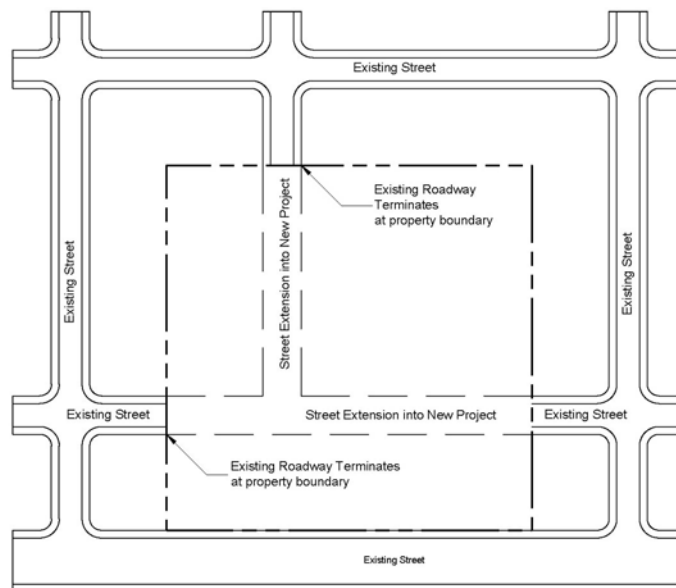 Existing Street
Existing Roadway
Terminates
at property boundary
Street Extension into New Project
Existing Street
Existing Street
Existing Street
Street Extension into New Project
Existing Street
Existing Roadway Terminates
at property boundary
Existing Street